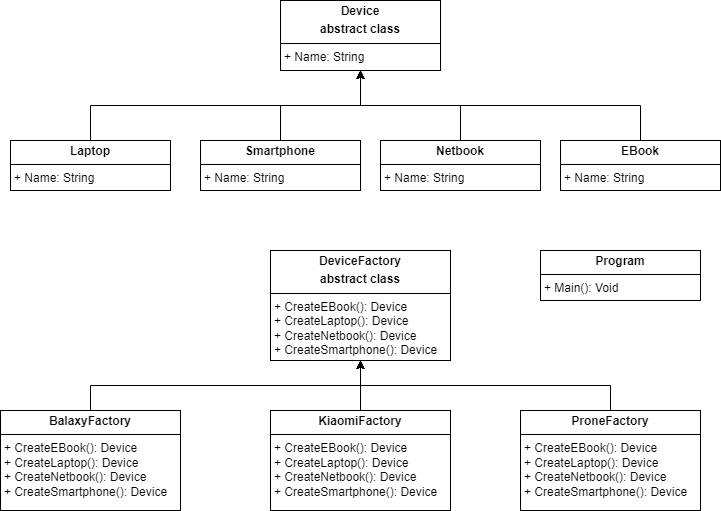 Device
abstract class
+ Name: String
Laptop
+ Name: String
Smartphone
+ Name: String
Netbook
+ Name: String
EBook
+ Name: String
DeviceFactory
abstract class
+ CreateEBook(): Device
+ CreateLaptop(): Device
+ CreateNetbook(): Device
+ CreateSmartphone(): Device
Program
+ Main(): Void
BalaxyFactory
+ CreateEBook(): Device
+ CreateLaptop(): Device
+ CreateNetbook(): Device
+ CreateSmartphone(): Device
KiaomiFactory
+ CreateEBook(): Device
+ CreateLaptop(): Device
+ CreateNetbook(): Device
+ CreateSmartphone(): Device
ProneFactory
+ CreateEBook(): Device
+ CreateLaptop(): Device
+ CreateNetbook(): Device
+ CreateSmartphone(): Device